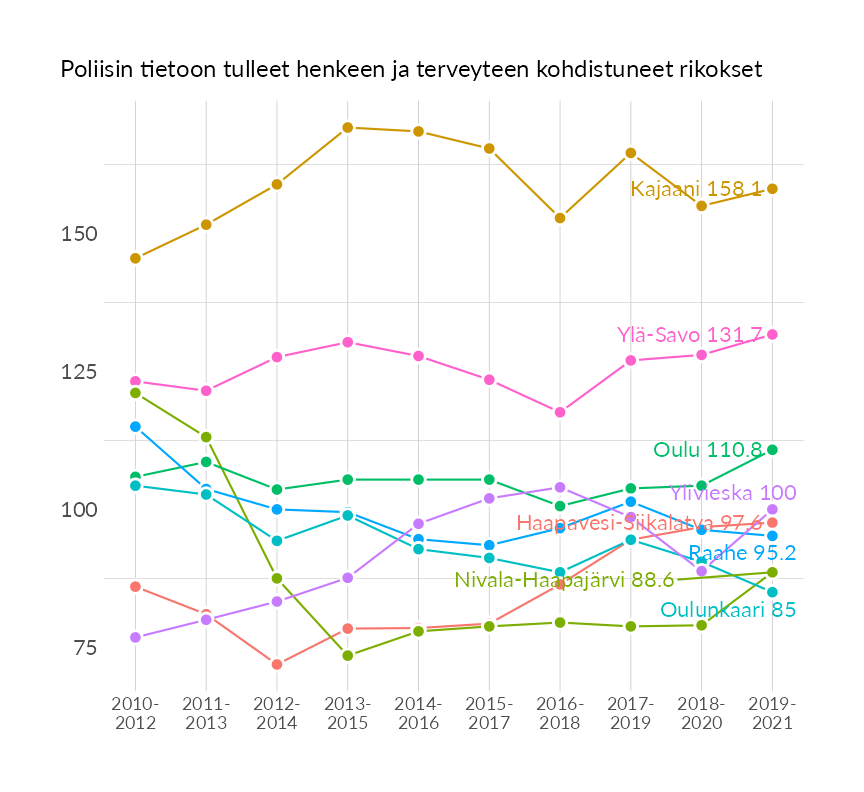 Poliisin tietoon tulleet henkeen ja terveyteen kohdistuneet rikokset
Kajaani 158.1
150
Ylä-Savo 131.7
125
Oulu 110.8
Ylivieska 100
100
Haapavesi-Siikalatva 97.6
Raahe 95.2
Nivala-Haapajärvi 88.6
Oulunkaari 85
75
2010- 2011- 2012- 2013- 2014- 2015- 2016- 2017- 2018- 2019-
2012 2013 2014 2015 2016 2017 2018 2019 2020 2021